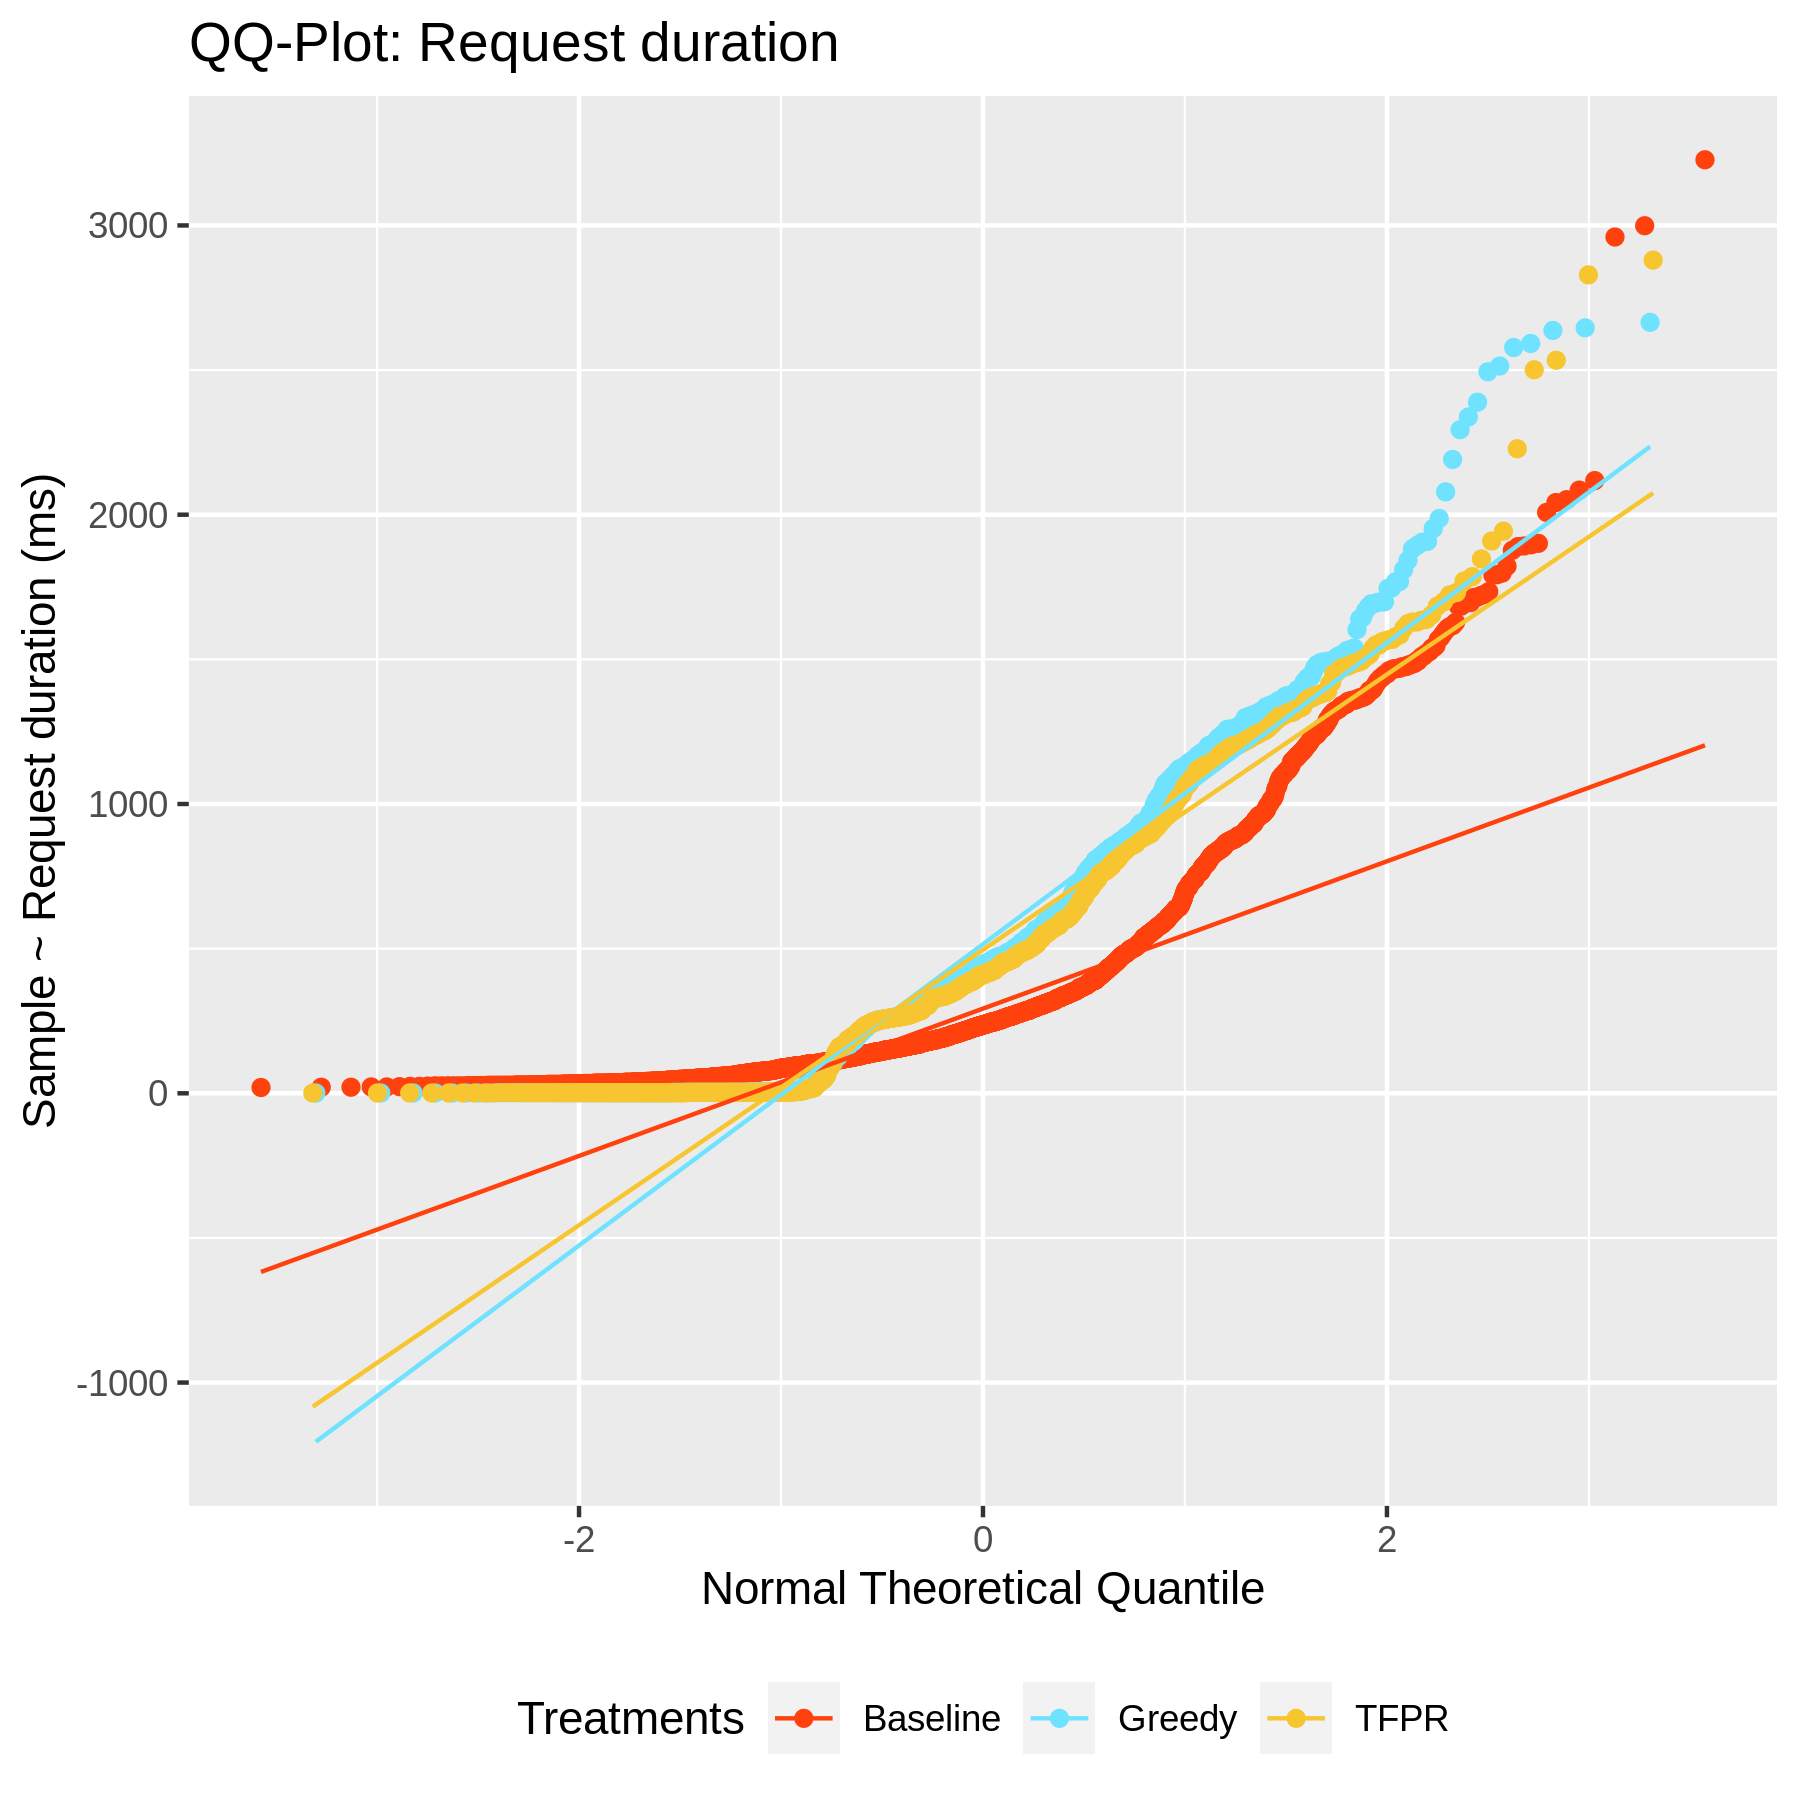 QQ-Plot: Request duration
Sample ~ Request duration (ms)
3000
2000
1000
0
-1000
-2 0 2
Normal Theoretical Quantile
Treatments Baseline Greedy TFPR